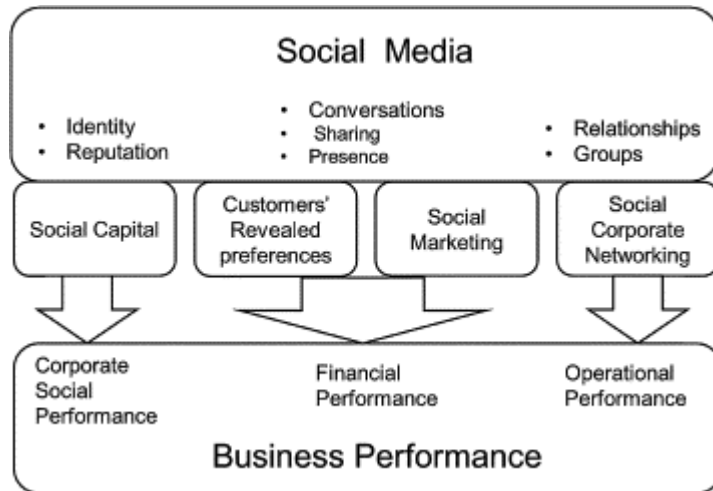 Social Media
• Identity
• Reputation
• Conversations
• Sharing
• Presence
• Relationships
• Groups
Social Capital
Customers'
Revealed
preferences
Social
Marketing
Social
Corporate
Networking
Corporate
Social
Performance
Financial
Performance
Operational
Performance
Business Performance